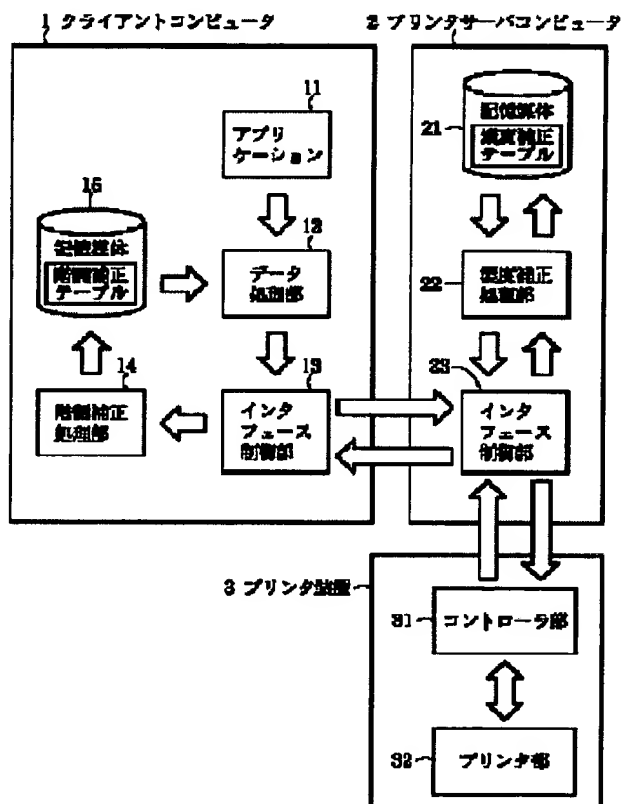 1 クライアントコンピュータ
2 プリンタサーバコンピュータ
11
アプリ
ケーション
15
記憶媒体
階調補正
テーブル
12
データ
処理部
14
階調補正
処理部
13
インタ
フェース
制御部
21
記憶媒体
濃度補正
テーブル
22
濃度補正
処理部
23
インタ
フェース
制御部
3 プリンタ装置
31
コントローラ部
32
プリンタ部